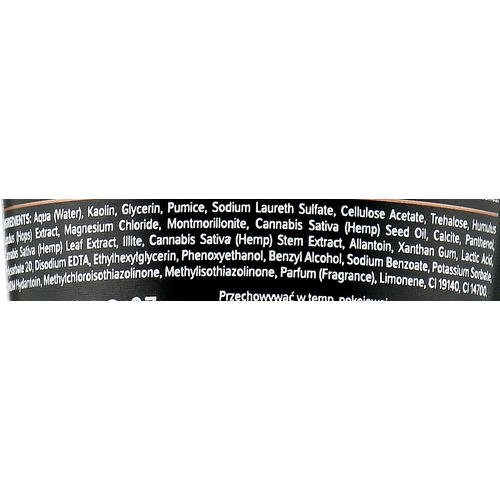 INGREDIENTS: Aqua (Water), Kaolin, Glycerin, Pumice, Sodium Laureth Sulfate, Cellulose Acetate, Trehalose, Humulus
(Hops) Extract, Magnesium Chloride, Montmorillonite, Cannabis Sativa (Hemp) Seed Oil, Calcite, Panthenol,
Sativa (Hemp) Leaf Extract, Illite, Cannabis Sativa (Hemp) Stem Extract, Allantoin, Xanthan Gum, Lactic Acid,
20, Disodium EDTA, Ethylhexylglycerin, Phenoxyethanol, Benzyl Alcohol, Sodium Benzoate, Potassium Sorbate,
Hydantoin, Methylchloroisothiazolinone, Methylisothiazolinone, Parfum (Fragrance), Limonene, CI 19140, CI 14700.
Przechowywać w temp.